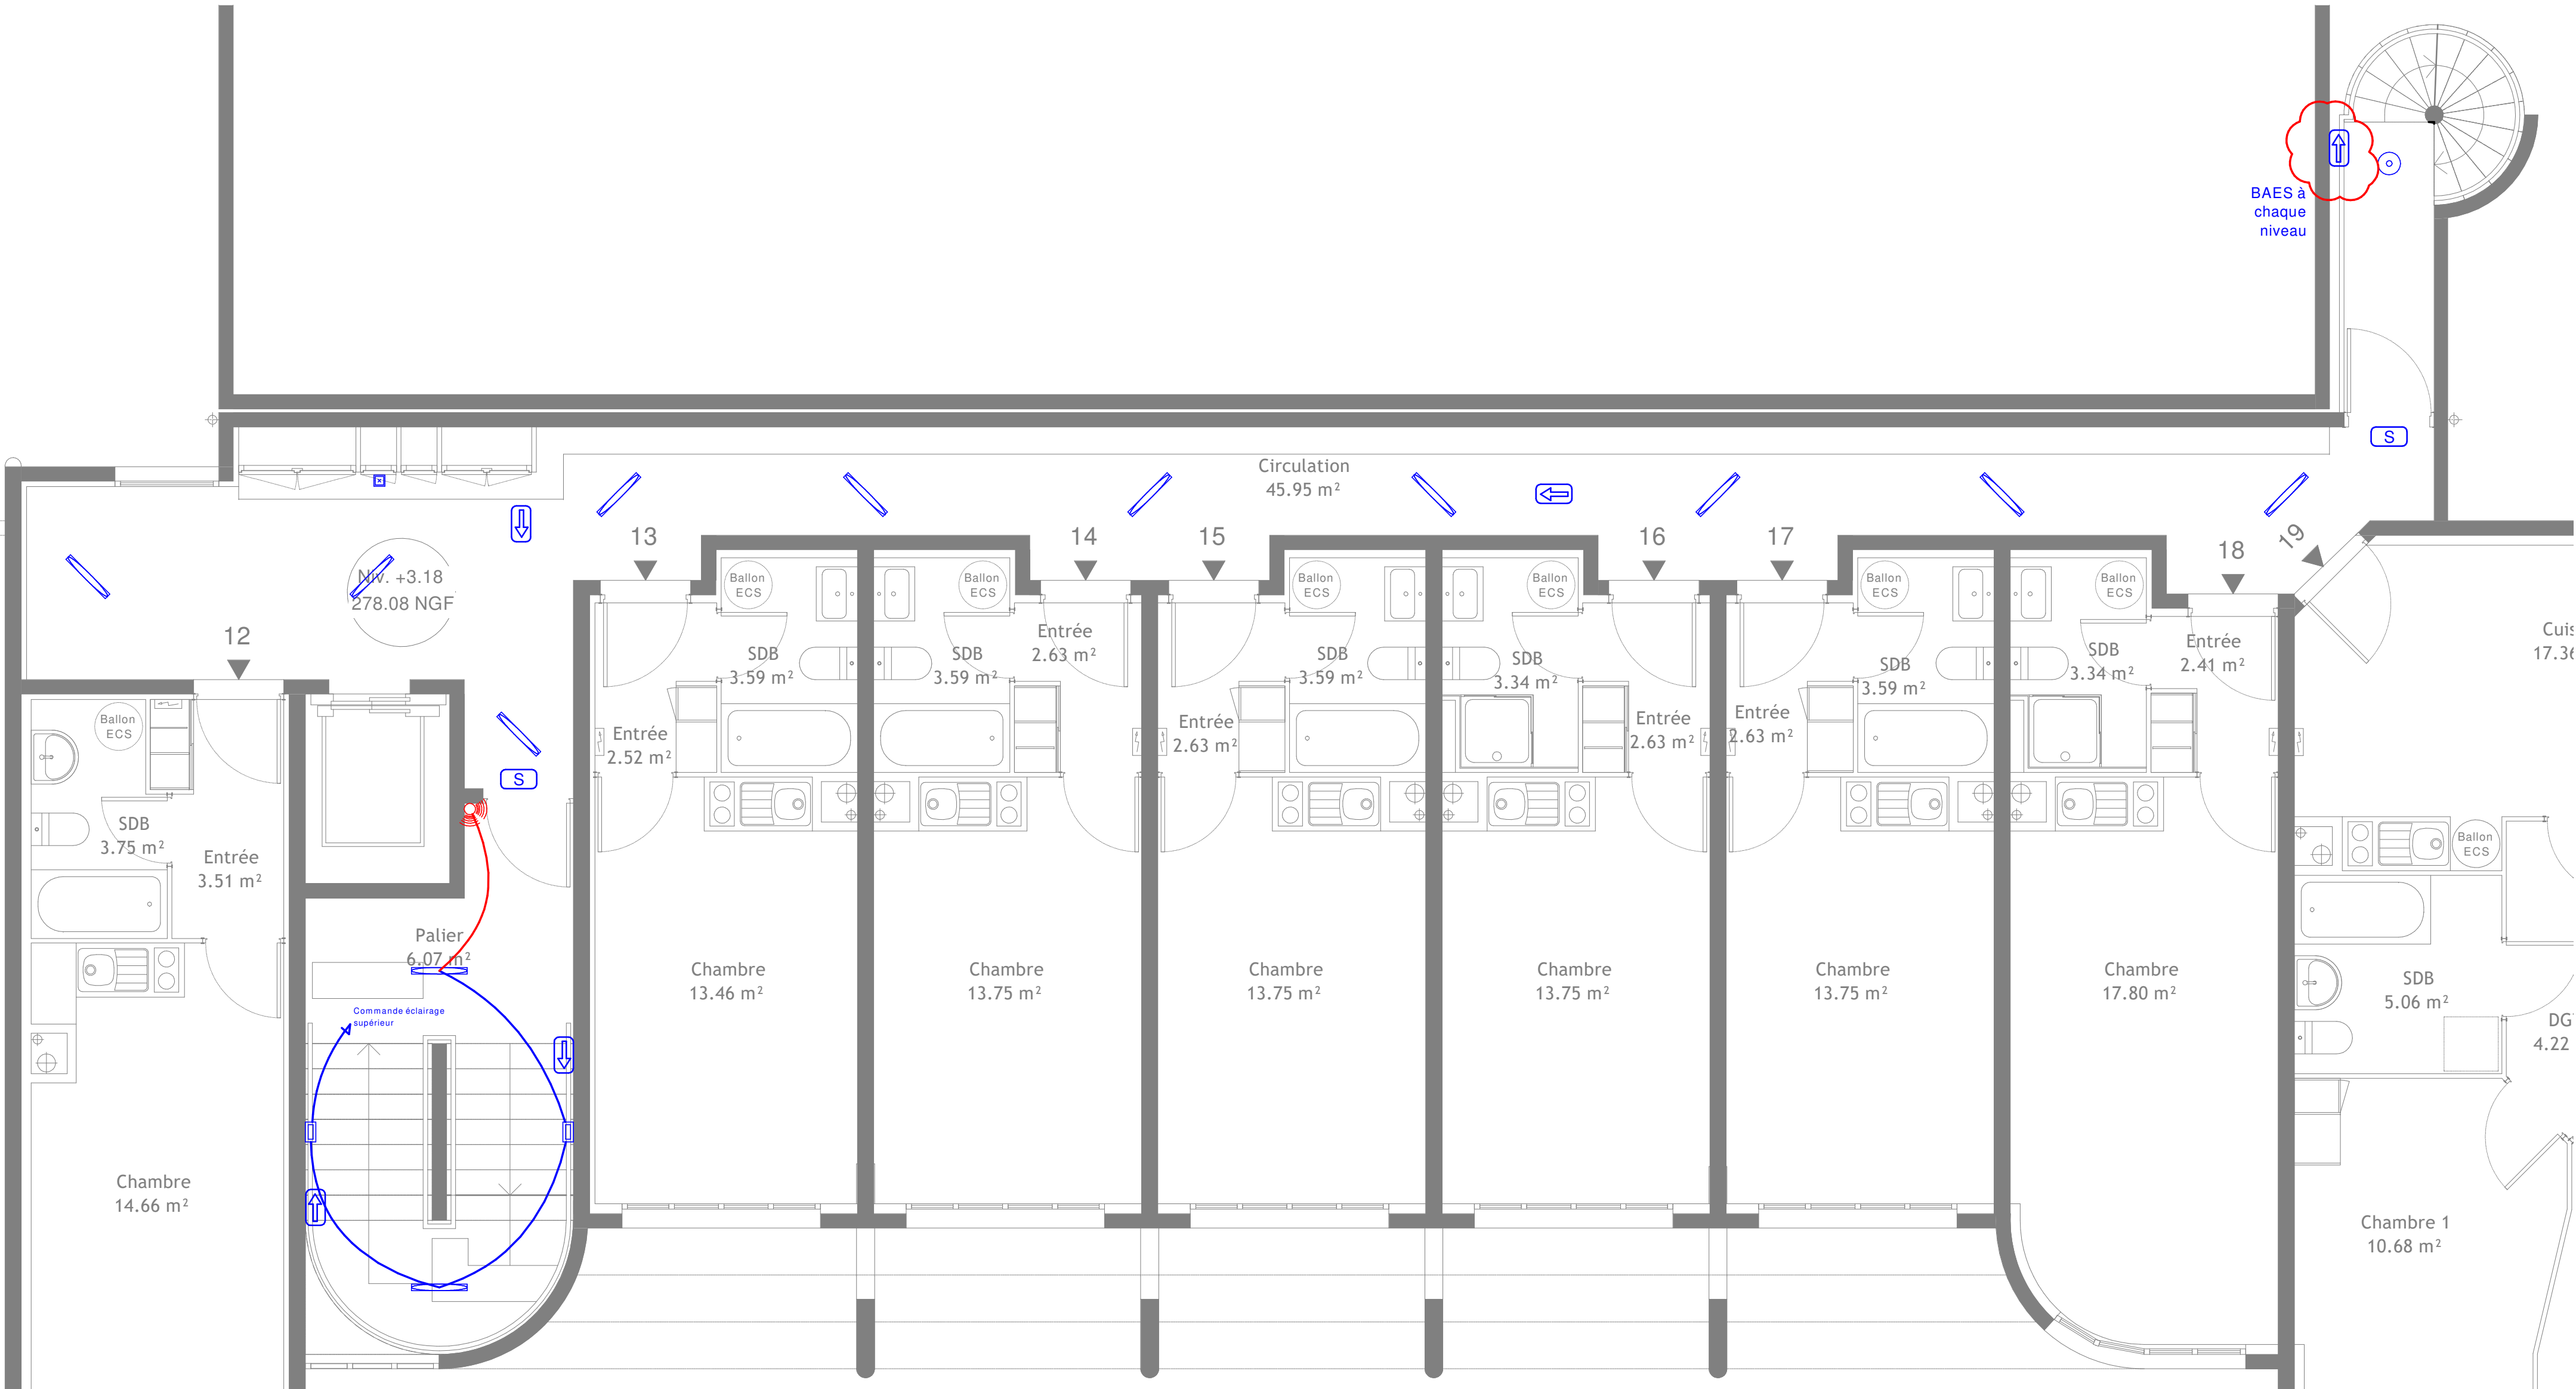 BAES à
chaque
niveau
S
Circulation
45.95 m²
13
14
15
16
17
18
19
Niv. +3.18
278.08 NGF
12
Ballon
ECS
Ballon
ECS
Ballon
ECS
Ballon
ECS
Ballon
ECS
Ballon
ECS
SDB
3.59 m²
SDB
3.59 m²
Entrée
2.63 m²
SDB
3.59 m²
SDB
3.34 m²
SDB
3.59 m²
SDB
3.34 m²
Entrée
2.41 m²
17.36
Ballon
ECS
S
Entrée
2.52 m²
Entrée
2.63 m²
Entrée
2.63 m²
Entrée
2.63 m²
SDB
3.75 m²
Entrée
3.51 m²
Ballon
ECS
Palier
6.07 m²
Commande éclairage
supérieur
Chambre
13.46 m²
Chambre
13.75 m²
Chambre
13.75 m²
Chambre
13.75 m²
Chambre
13.75 m²
Chambre
17.80 m²
SDB
5.06 m²
DG
4.22
Chambre
14.66 m²
Chambre 1
10.68 m²